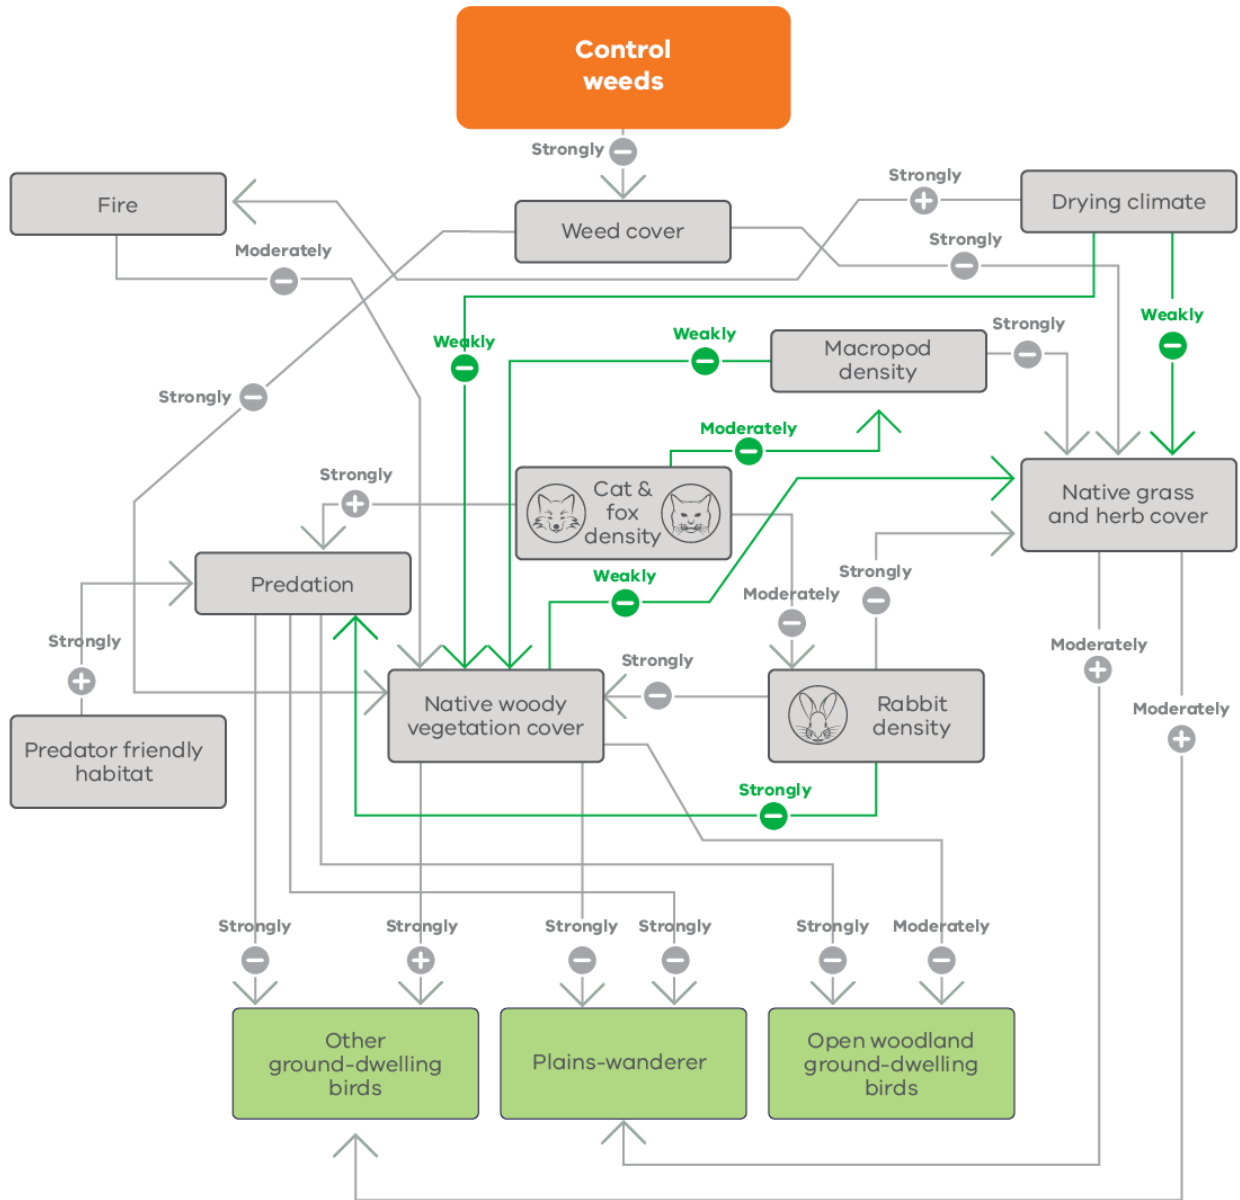 Control
weeds
Strongly
Fire
Strongly
Drying climate
Weed cover
Moderately
Strongly
Weakly
Strongly
Weakly
Weakly
Macropod
density
Strongly
Moderately
Strongly
Cat &
fox
density
Native grass
and herb cover
Predation
Weakly
Strongly
Moderately
Strongly
Strongly
Moderately
Native woody
vegetation cover
Rabbit
density
Moderately
Predator friendly
habitat
Strongly
Strongly
Strongly
Strongly
Strongly
Strongly
Moderately
Other
ground-dwelling
birds
Plains-wanderer
Open woodland
ground-dwelling
birds